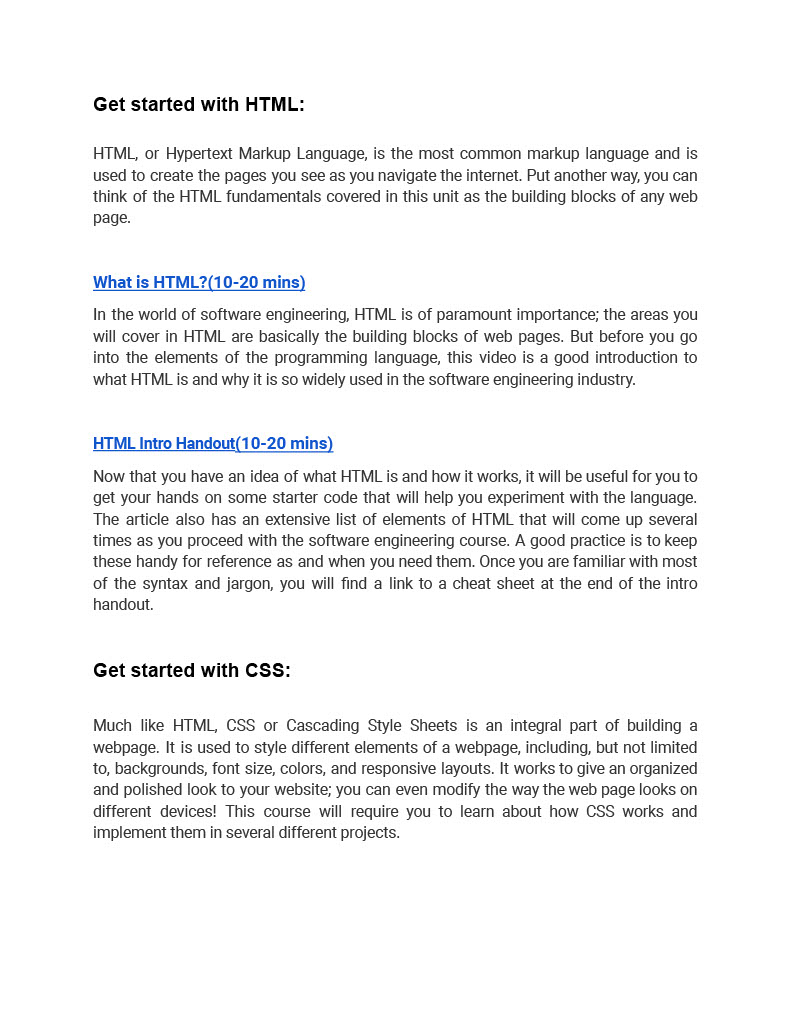 Get started with HTML:
HTML, or Hypertext Markup Language, is the most common markup language and is
used to create the pages you see as you navigate the internet. Put another way, you can
think of the HTML fundamentals covered in this unit as the building blocks of any web
page.
What is HTML?(10-20 mins)
In the world of software engineering, HTML is of paramount importance; the areas you
will cover in HTML are basically the building blocks of web pages. But before you go
into the elements of the programming language, this video is a good introduction to
what HTML is and why it is so widely used in the software engineering industry.
HTML Intro Handout(10-20 mins)
Now that you have an idea of what HTML is and how it works, it will be useful for you to
get your hands on some starter code that will help you experiment with the language.
The article also has an extensive list of elements of HTML that will come up several
times as you proceed with the software engineering course. A good practice is to keep
these handy for reference as and when you need them. Once you are familiar with most
of the syntax and jargon, you will find a link to a cheat sheet at the end of the intro
handout.
Get started with CSS:
Much like HTML, CSS or Cascading Style Sheets is an integral part of building a
webpage. It is used to style different elements of a webpage, including, but not limited
to, backgrounds, font size, colors, and responsive layouts. It works to give an organized
and polished look to your website; you can even modify the way the web page looks on
different devices! This course will require you to learn about how CSS works and
implement them in several different projects.